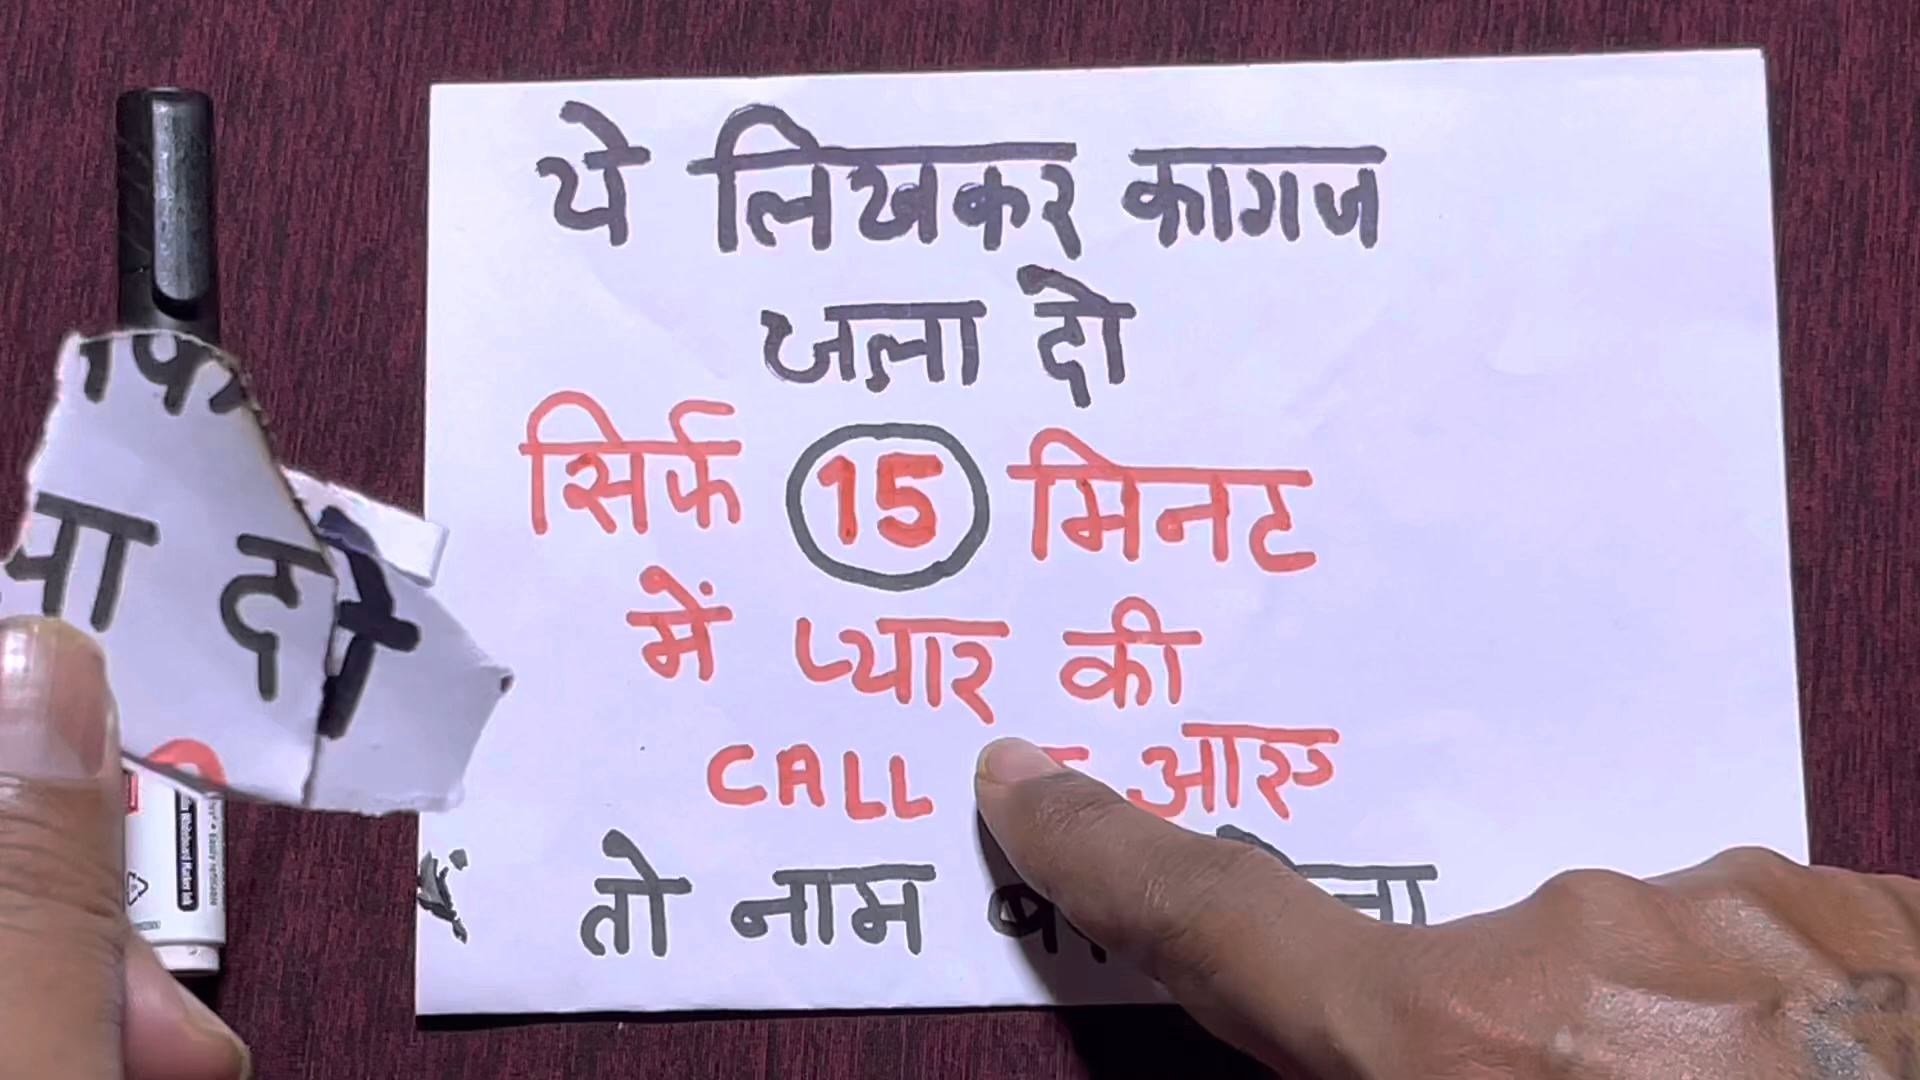 ये लिखकर कागज
जला दो
सिर्फ 15 मिनट
में प्यार की
CALL आए
तो नाम
दो